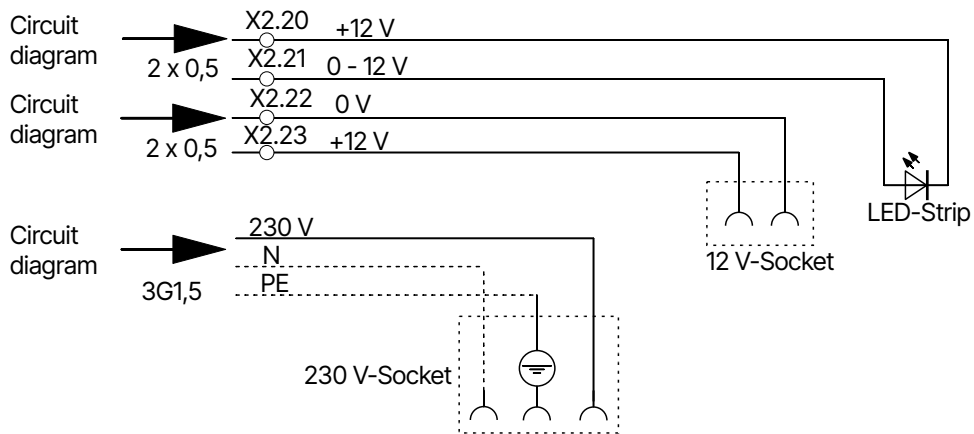 Circuit
diagram
X2.20
+12 V
2 x 0,5
X2.21
0 - 12 V
Circuit
diagram
X2.22
0 V
2 x 0,5
X2.23
+12 V
LED-Strip
12 V-Socket
Circuit
diagram
230 V
N
3G1,5
PE
230 V-Socket